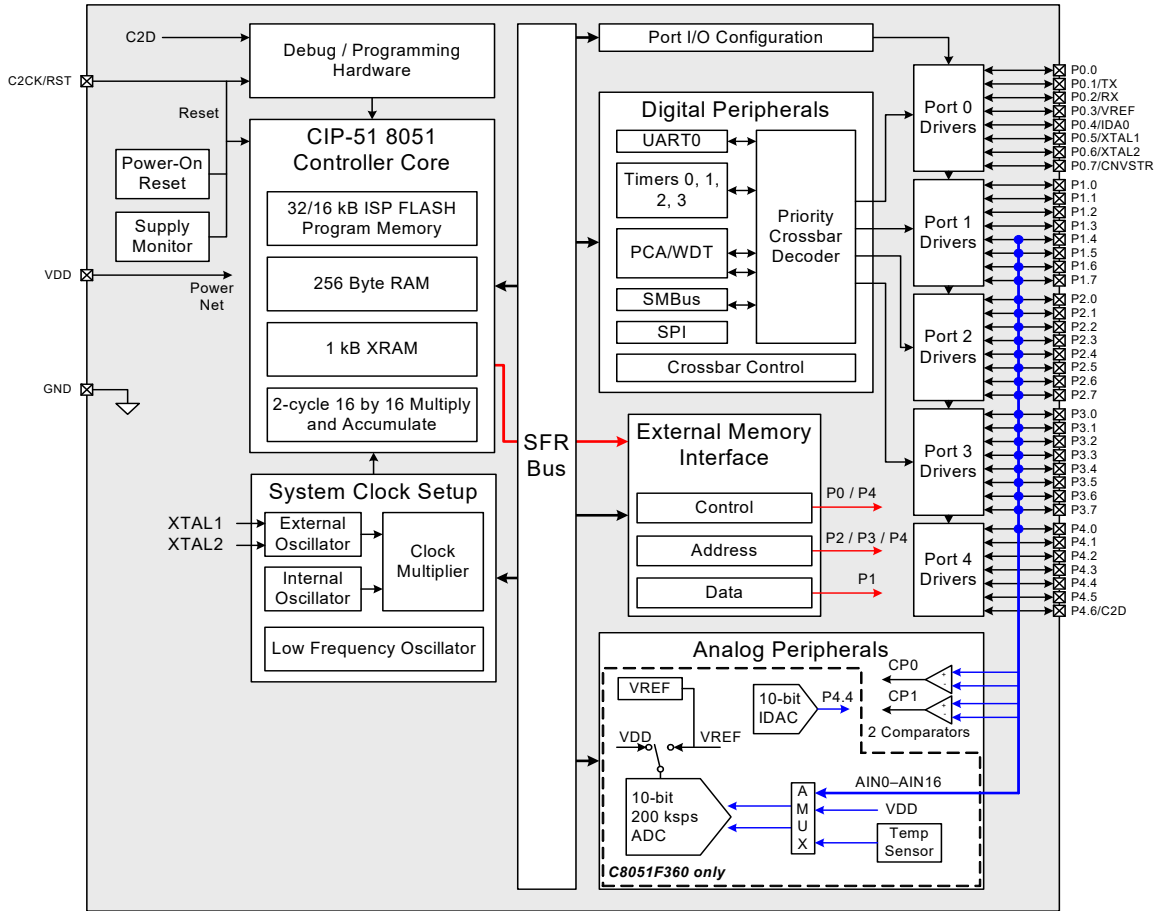 C2D
C2CK/RST
Debug / Programming
Hardware
Reset
Power-On
Reset
Supply
Monitor
VDD
Power
Net
GND
CIP-51 8051
Controller Core
32/16 kB ISP FLASH
Program Memory
256 Byte RAM
1 kB XRAM
2-cycle 16 by 16 Multiply
and Accumulate
System Clock Setup
XTAL1
XTAL2
External
Oscillator
Internal
Oscillator
Clock
Multiplier
Low Frequency Oscillator
SFR
Bus
Port I/O Configuration
Digital Peripherals
UART0
Timers 0, 1,
2, 3
PCA/WDT
SMBus
SPI
Priority
Crossbar
Decoder
Crossbar Control
External Memory
Interface
Control
Address
Data
P0 / P4
P2 / P3 / P4
P1
Port 0
Drivers
Port 1
Drivers
Port 2
Drivers
Port 3
Drivers
Port 4
Drivers
P0.0
P0.1/TX
P0.2/RX
P0.3/VREF
P0.4/IDA0
P0.5/XTAL1
P0.6/XTAL2
P0.7/CNVSTR
P1.0
P1.1
P1.2
P1.3
P1.4
P1.5
P1.6
P1.7
P2.0
P2.1
P2.2
P2.3
P2.4
P2.5
P2.6
P2.7
P3.0
P3.1
P3.2
P3.3
P3.4
P3.5
P3.6
P3.7
P4.0
P4.1
P4.2
P4.3
P4.4
P4.5
P4.6/C2D
Analog Peripherals
VREF
VDD
VREF
10-bit
IDAC
P4.4
CP0
+
-
CP1
+
-
2 Comparators
10-bit
200 ksps
ADC
A
M
U
X
AIN0–AIN16
VDD
Temp
Sensor
C8051F360 only